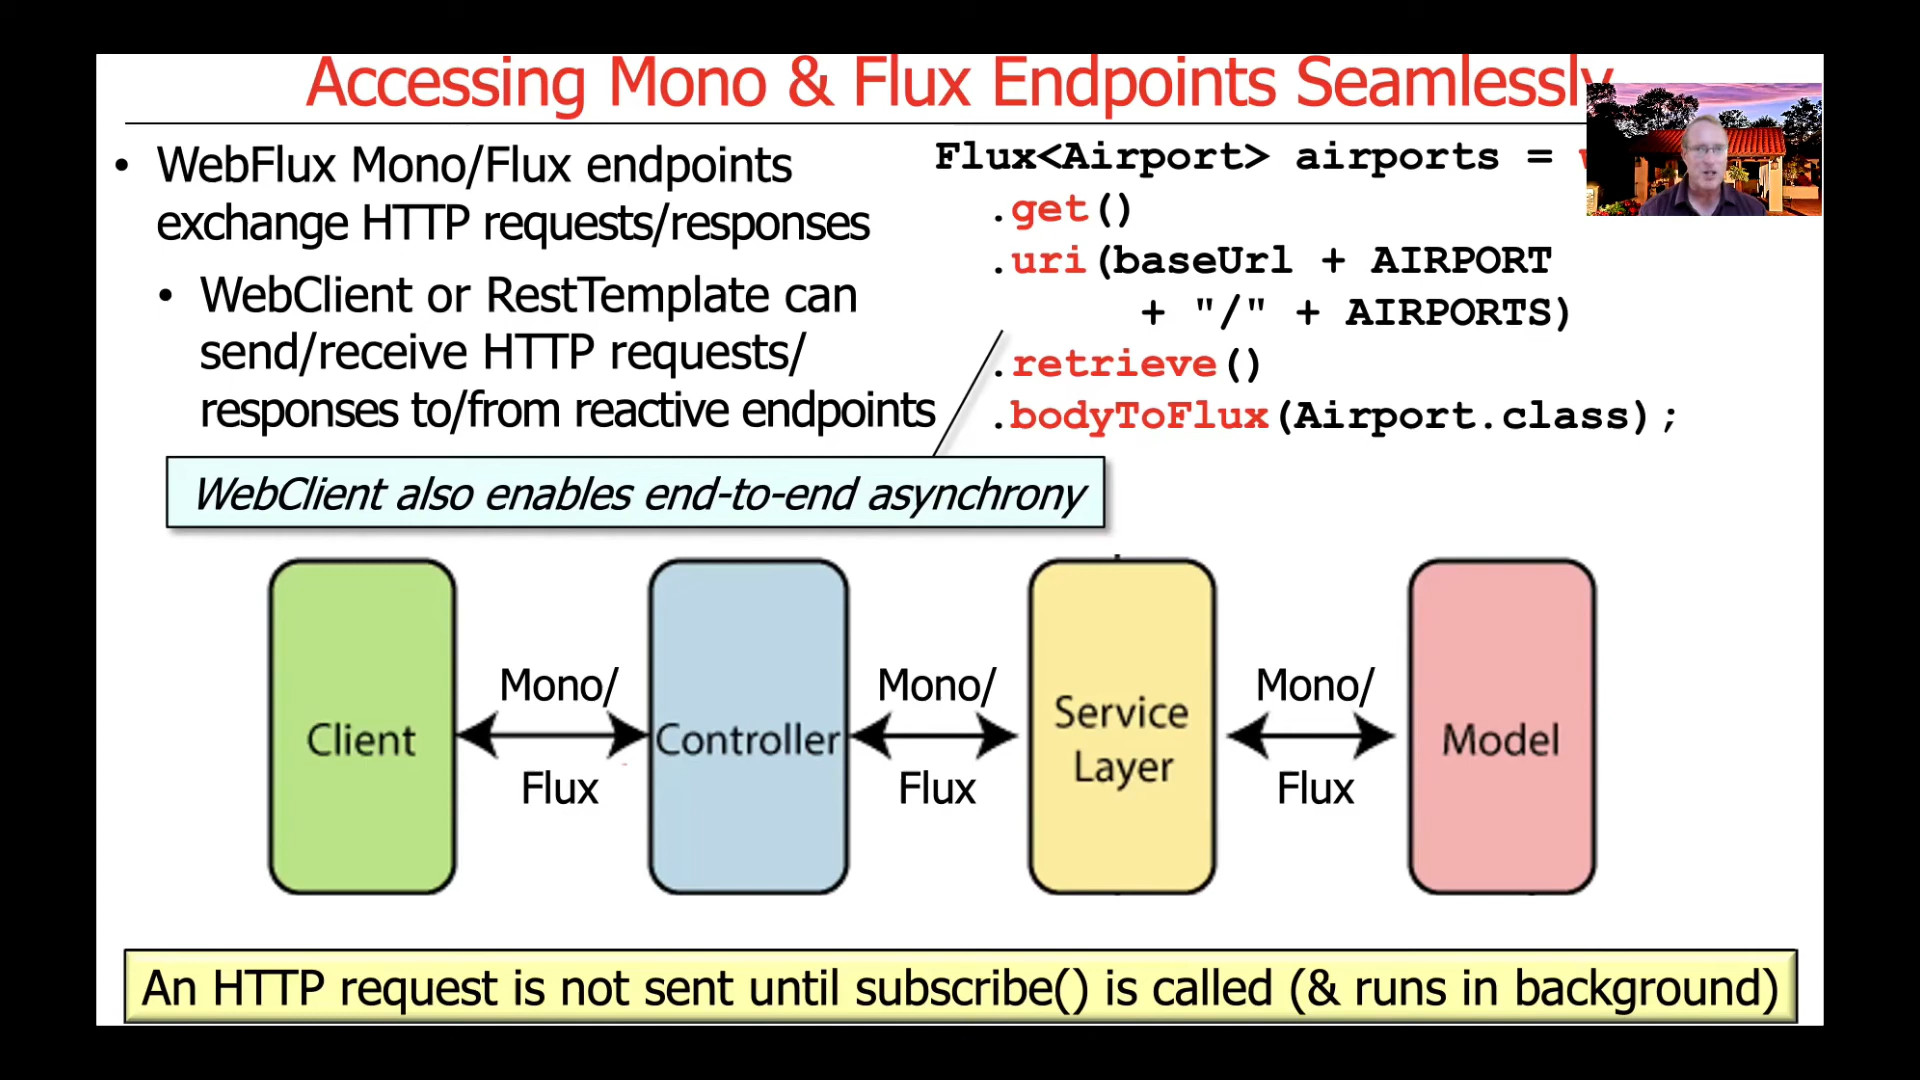 Accessing Mono & Flux Endpoints Seamlessly
• WebFlux Mono/Flux endpoints
exchange HTTP requests/responses
• WebClient or RestTemplate can
send/receive HTTP requests/
responses to/from reactive endpoints
Flux<Airport> airports =
.get()
.uri(baseUrl + AIRPORT
+ "/" + AIRPORTS)
.retrieve()
.bodyToFlux(Airport.class);
WebClient also enables end-to-end asynchrony
Client
Mono/
Flux
Controller
Mono/
Flux
Service
Layer
Mono/
Flux
Model
An HTTP request is not sent until subscribe() is called (& runs in background)